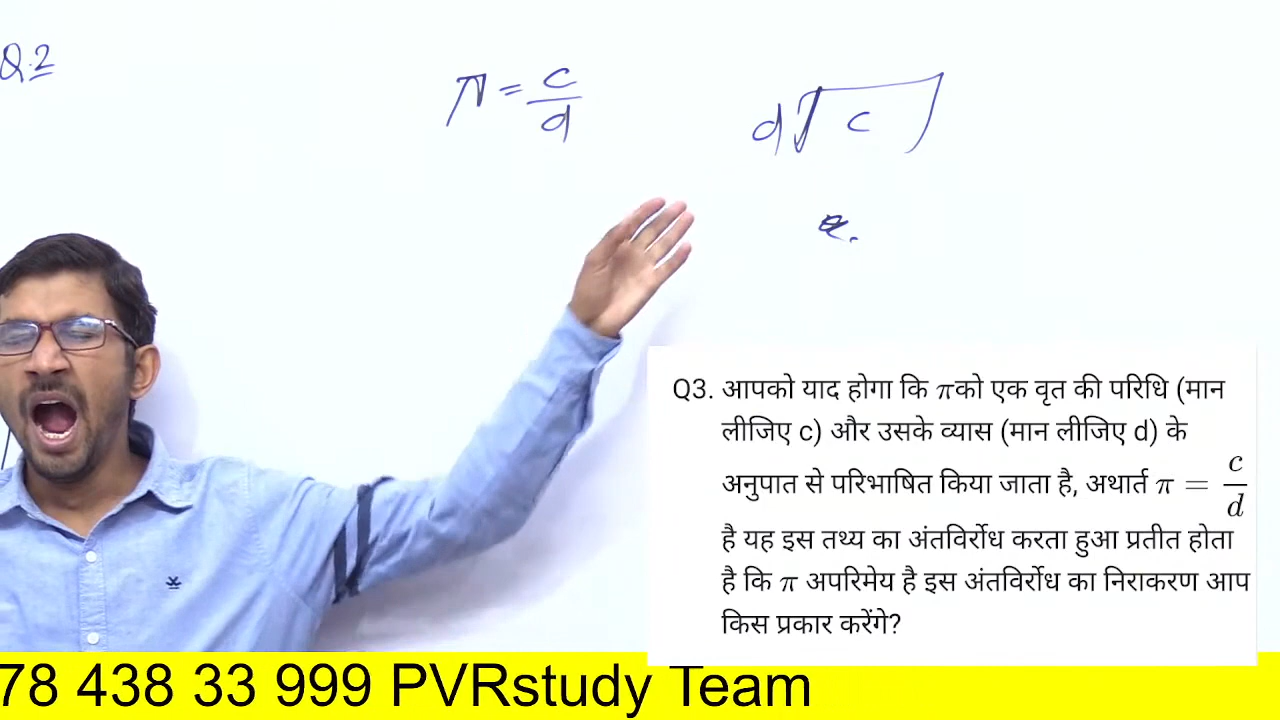 Q.2
π = c/d
d)c(
Q3. आपको याद होगा कि π को एक वृत की परिधि (मान
लीजिए c) और उसके व्यास (मान लीजिए d) के
अनुपात से परिभाषित किया जाता है, अथार्त π = c/d
है यह इस तथ्य का अंतविर्रोध करता हुआ प्रतीत होता
है कि π अपरिमेय है इस अंतविर्रोध का निराकरण आप
किस प्रकार करेंगे?
78 438 33 999 PVRstudy Team